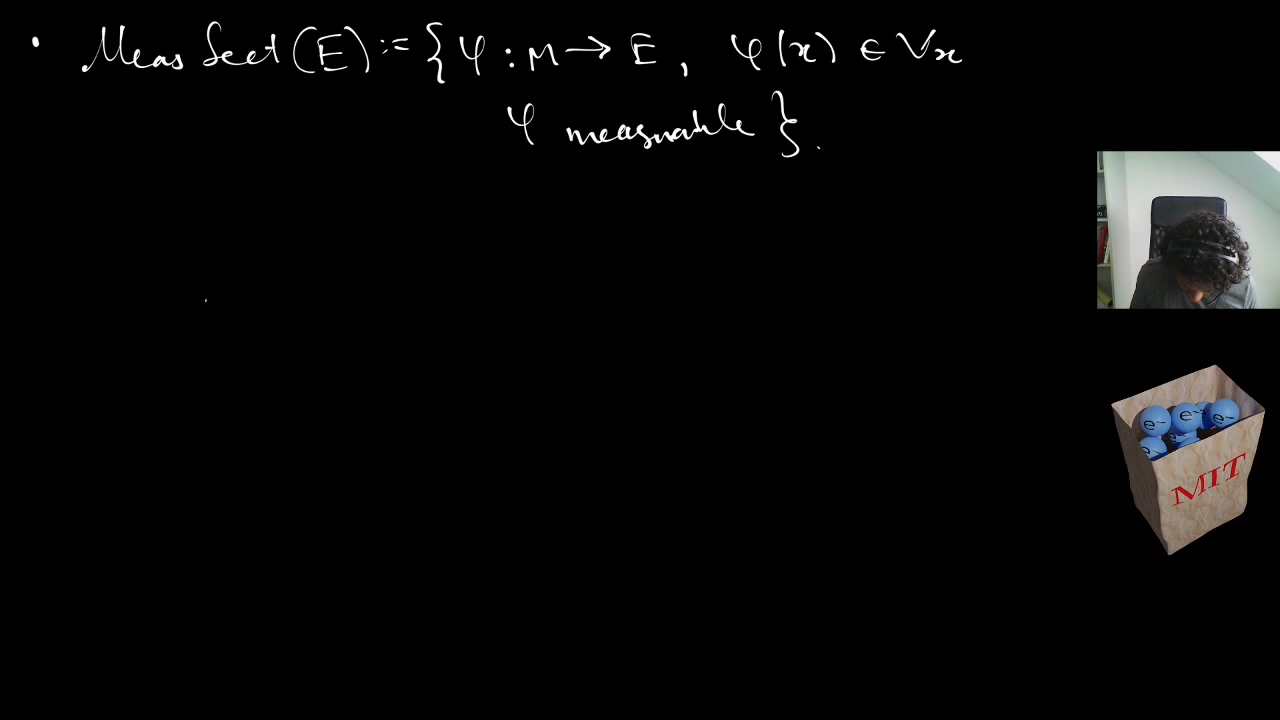 • Meas Sect(E) := {Ψ : M → E, Ψ(x) ∈ Vx
Ψ measurable}.
e⁻ e⁻ e⁻
e⁻ e⁻
MIT